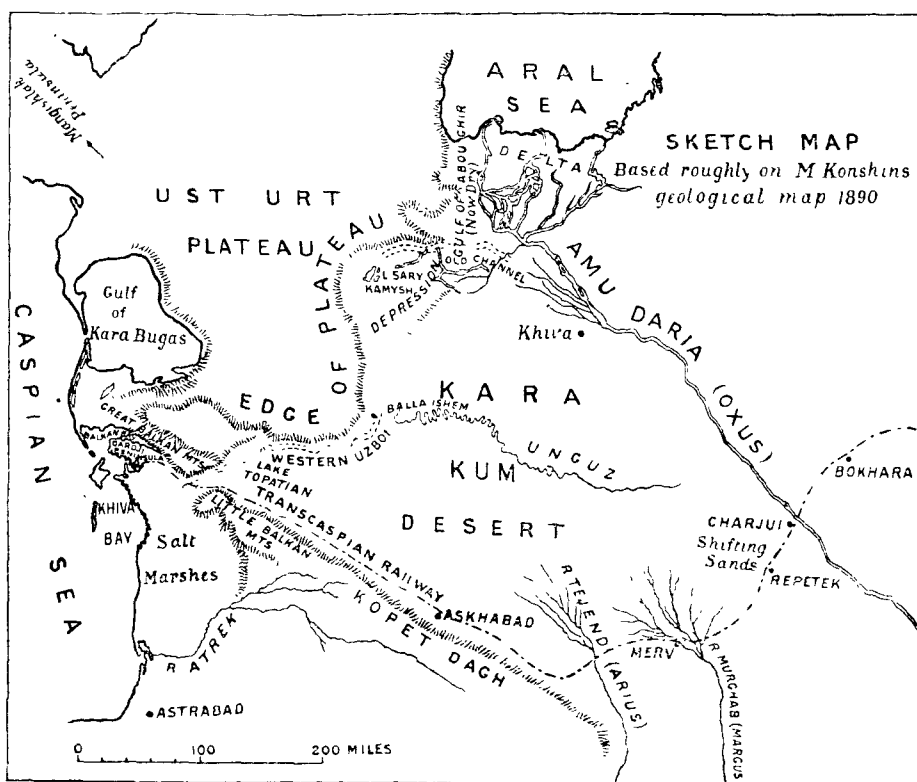 ARAL
SEA
SKETCH MAP
Based roughly on M Konshins
geological map 1890
Mangishlak
Peninsula
DELTA
GULF OF ABOUGHIR
(Now Dry)
UST URT
PLATEAU
EDGE OF PLATEAU
OLD CHANNEL
SARY
KAMYSH
DEPRESSION
AMU DARIA (OXUS)
Khiva
Gulf
of
Kara Bugas
CASPIAN SEA
GREAT BALKAN MTS
BALKAN
KARA
KUM
DESERT
BALLA ISHEM
WESTERN UZBOI
UNGUZ
LAKE
TOPATIAN
TRANSCASPIAN RAILWAY
LITTLE BALKAN
MTS
KHIVA
BAY
Salt
Marshes
BOKHARA
CHARJUI
Shifting
Sands
REPETEK
KOPET DAGH
ASKHABAD
R TEJEND (ARIUS)
MERV
R MURGHAB (MARGUS
R ATREK
ASTRABAD
0 100 200 MILES